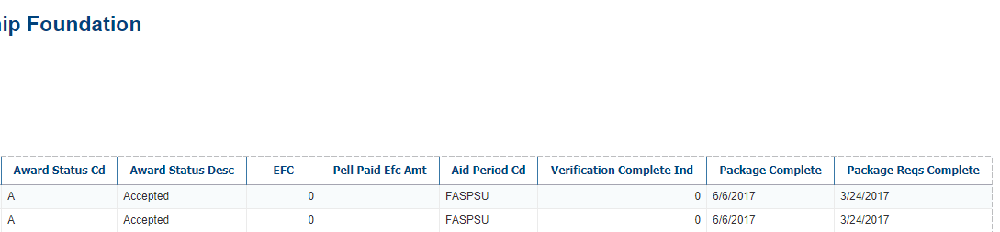 ip Foundation
Award Status Cd Award Status Desc EFC Pell Paid Efc Amt Aid Period Cd Verification Complete Ind Package Complete Package Reqs Complete
A Accepted 0 FASPSU 0 6/6/2017 3/24/2017
A Accepted 0 FASPSU 0 6/6/2017 3/24/2017